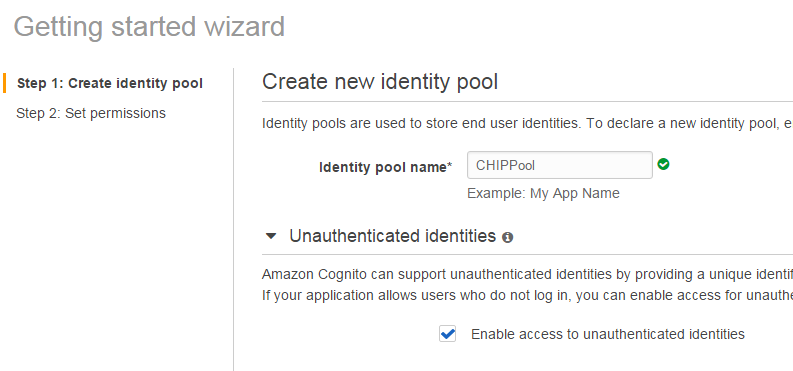 Getting started wizard
Step 1: Create identity pool
Step 2: Set permissions
Create new identity pool
Identity pools are used to store end user identities. To declare a new identity pool, e
Identity pool name*
CHIPPool
Example: My App Name
Unauthenticated identities
Amazon Cognito can support unauthenticated identities by providing a unique identif
If your application allows users who do not log in, you can enable access for unauthe
Enable access to unauthenticated identities